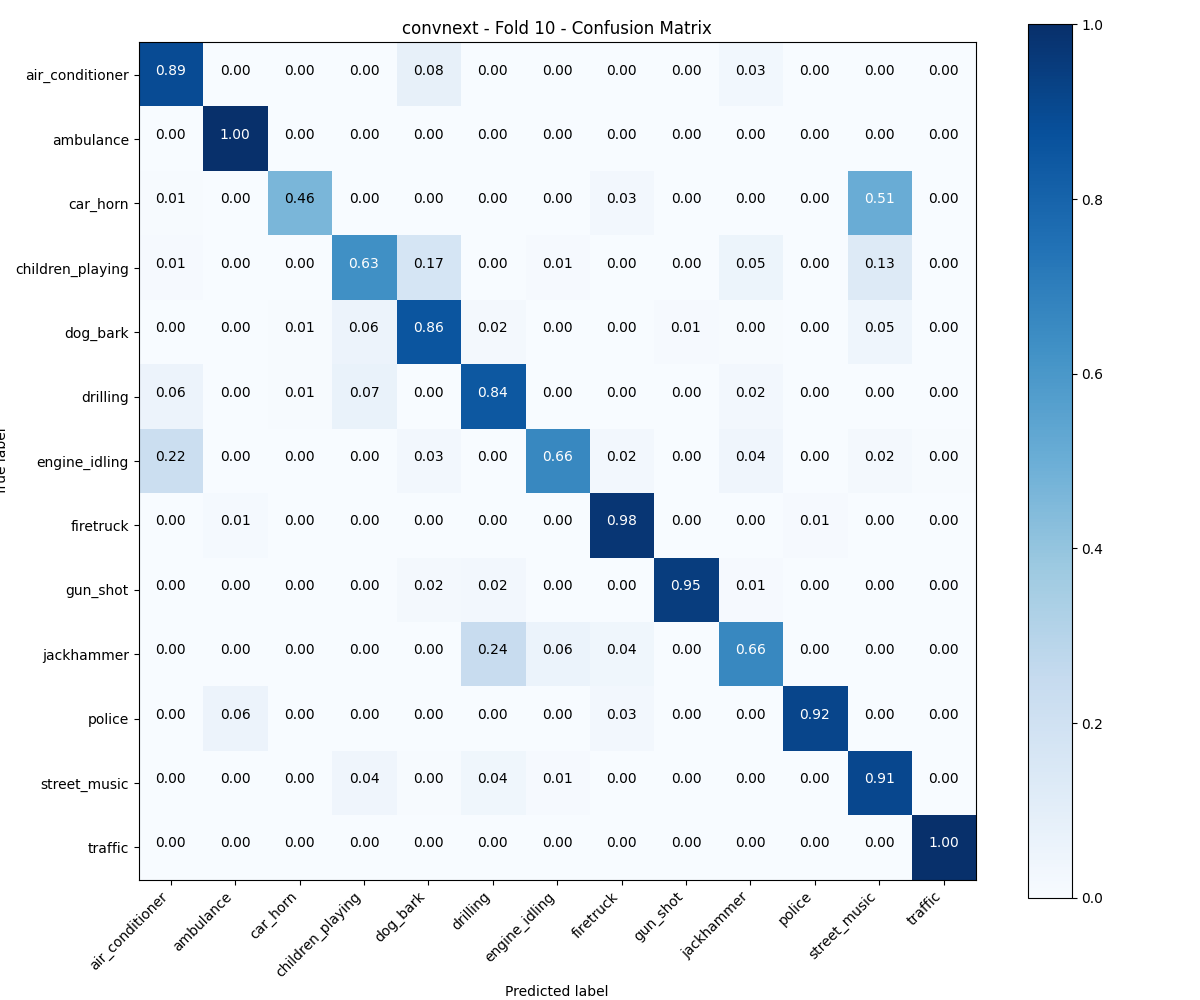 convnext - Fold 10 - Confusion Matrix
air_conditioner 0.89 0.00 0.00 0.00 0.08 0.00 0.00 0.00 0.00 0.03 0.00 0.00 0.00
ambulance 0.00 1.00 0.00 0.00 0.00 0.00 0.00 0.00 0.00 0.00 0.00 0.00 0.00
car_horn 0.01 0.00 0.46 0.00 0.00 0.00 0.00 0.03 0.00 0.00 0.00 0.51 0.00
children_playing 0.01 0.00 0.00 0.63 0.17 0.00 0.01 0.00 0.00 0.05 0.00 0.13 0.00
dog_bark 0.00 0.00 0.01 0.06 0.86 0.02 0.00 0.00 0.01 0.00 0.00 0.05 0.00
drilling 0.06 0.00 0.01 0.07 0.00 0.84 0.00 0.00 0.00 0.02 0.00 0.00 0.00
engine_idling 0.22 0.00 0.00 0.00 0.03 0.00 0.66 0.02 0.00 0.04 0.00 0.02 0.00
firetruck 0.00 0.01 0.00 0.00 0.00 0.00 0.00 0.98 0.00 0.00 0.01 0.00 0.00
gun_shot 0.00 0.00 0.00 0.00 0.02 0.02 0.00 0.00 0.95 0.01 0.00 0.00 0.00
jackhammer 0.00 0.00 0.00 0.00 0.00 0.24 0.06 0.04 0.00 0.66 0.00 0.00 0.00
police 0.00 0.06 0.00 0.00 0.00 0.00 0.00 0.03 0.00 0.00 0.92 0.00 0.00
street_music 0.00 0.00 0.00 0.04 0.00 0.04 0.01 0.00 0.00 0.00 0.00 0.91 0.00
traffic 0.00 0.00 0.00 0.00 0.00 0.00 0.00 0.00 0.00 0.00 0.00 0.00 1.00
air_conditioner ambulance car_horn children_playing dog_bark drilling engine_idling firetruck gun_shot jackhammer police street_music traffic
Predicted label
1.0
0.8
0.6
0.4
0.2
0.0